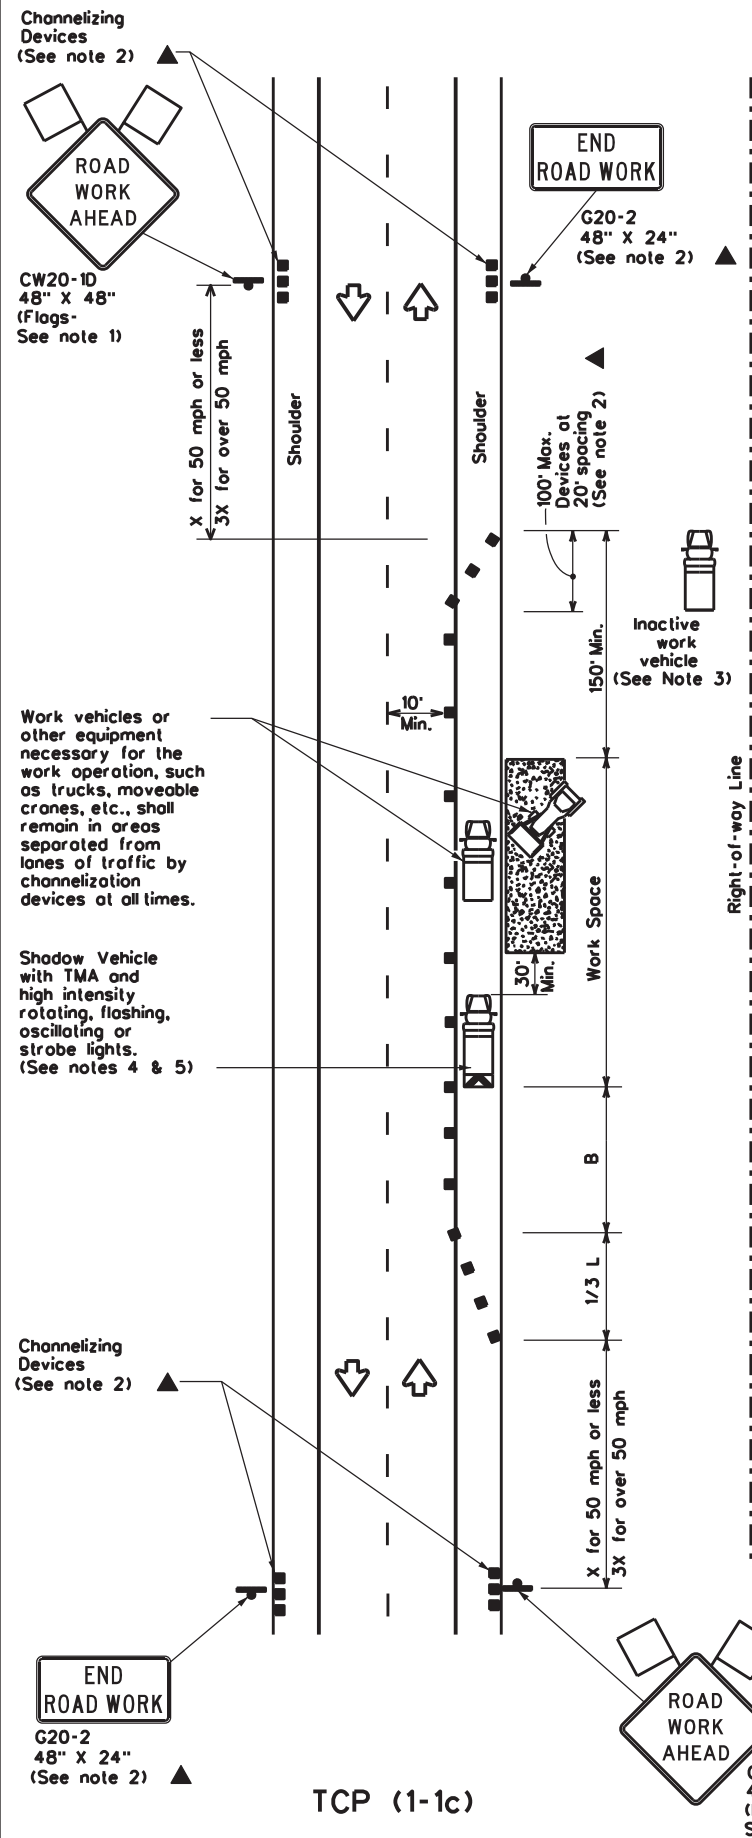 Channelizing
Devices
(See note 2)
ROAD
WORK
AHEAD
CW20-1D
48" X 48"
(Flags-
See note 1)
END
ROAD WORK
G20-2
48" X 24"
(See note 2)
X for 50 mph or less
3X for over 50 mph
Shoulder
Shoulder
100' Max.
Devices at
20' spacing
(See note 2)
150' Min.
Inactive
work
vehicle
(See Note 3)
10'
Min.
Work vehicles or
other equipment
necessary for the
work operation, such
as trucks, moveable
cranes, etc., shall
remain in areas
separated from
lanes of traffic by
channelization
devices at all times.
Right-of-way Line
Work Space
30'
Min.
Shadow Vehicle
with TMA and
high intensity
rotating, flashing,
oscillating or
strobe lights.
(See notes 4 & 5)
B
1/3 L
Channelizing
Devices
(See note 2)
X for 50 mph or less
3X for over 50 mph
END
ROAD WORK
G20-2
48" X 24"
(See note 2)
ROAD
WORK
AHEAD
TCP (1-1c)